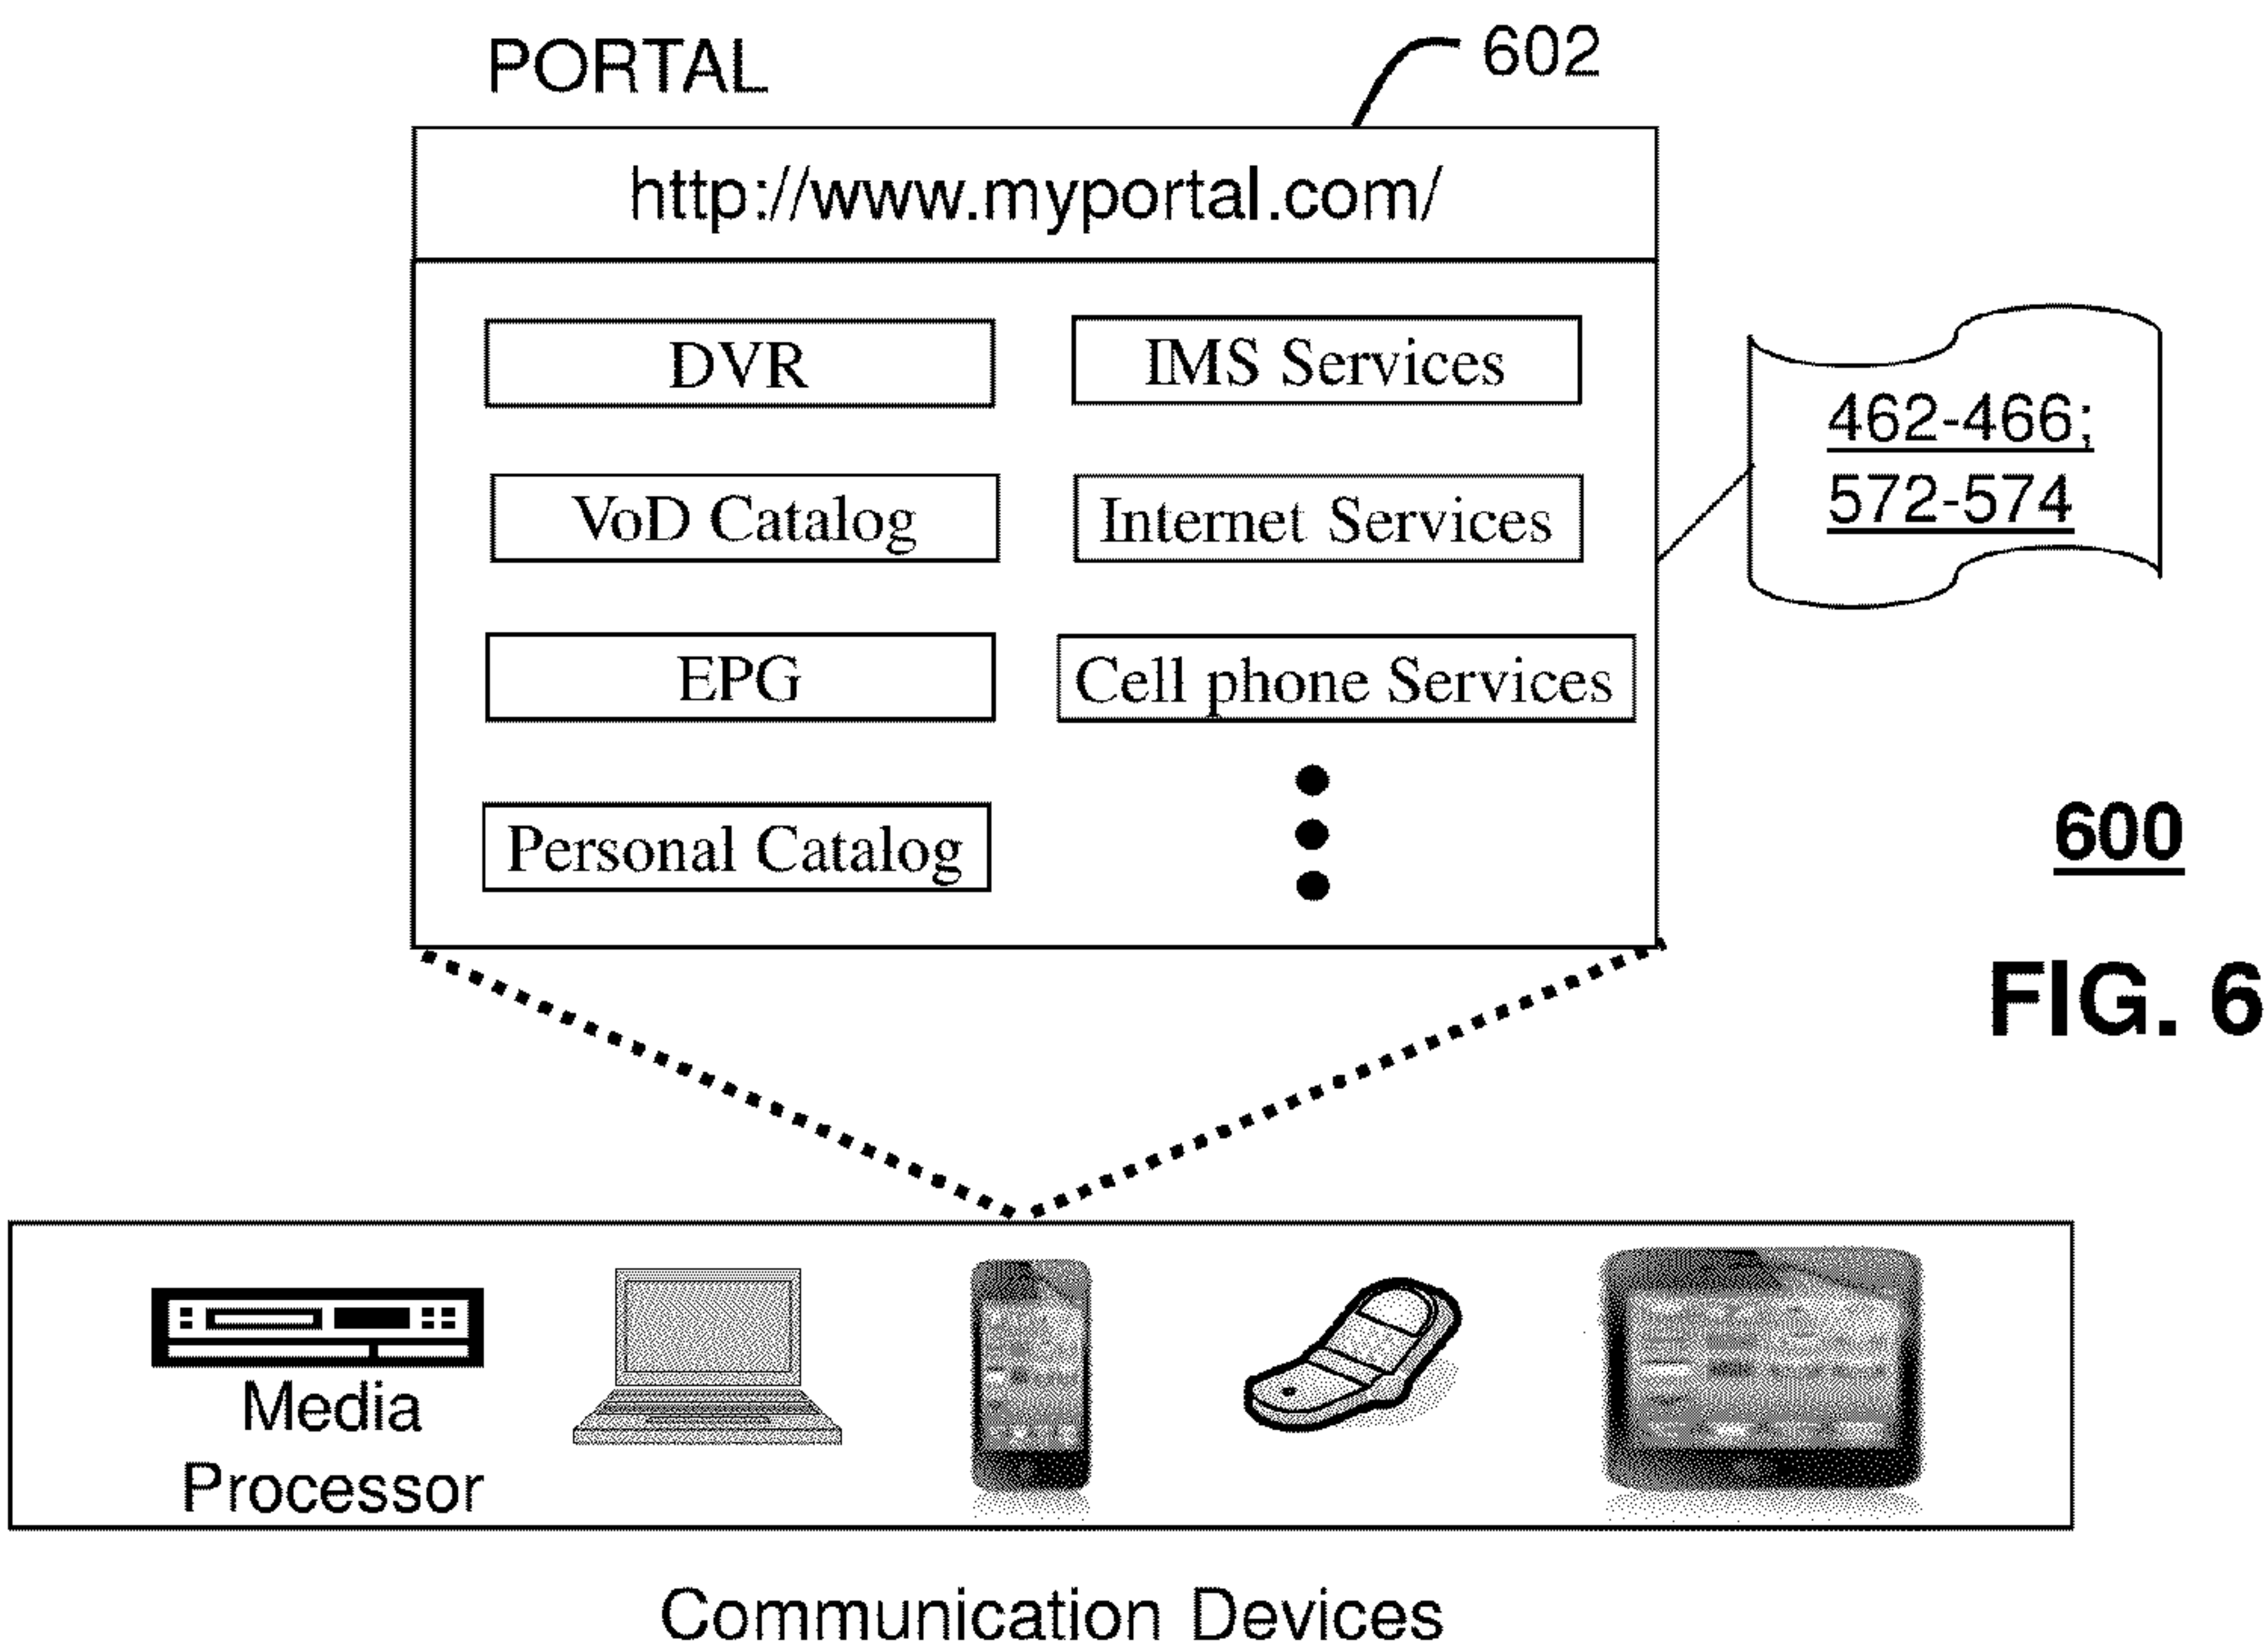 PORTAL
602
http://www.myportal.com/
DVR
IMS Services
VoD Catalog
Internet Services
EPG
Cell phone Services
Personal Catalog
462-466;
572-574
600
FIG. 6
Media
Processor
Communication Devices